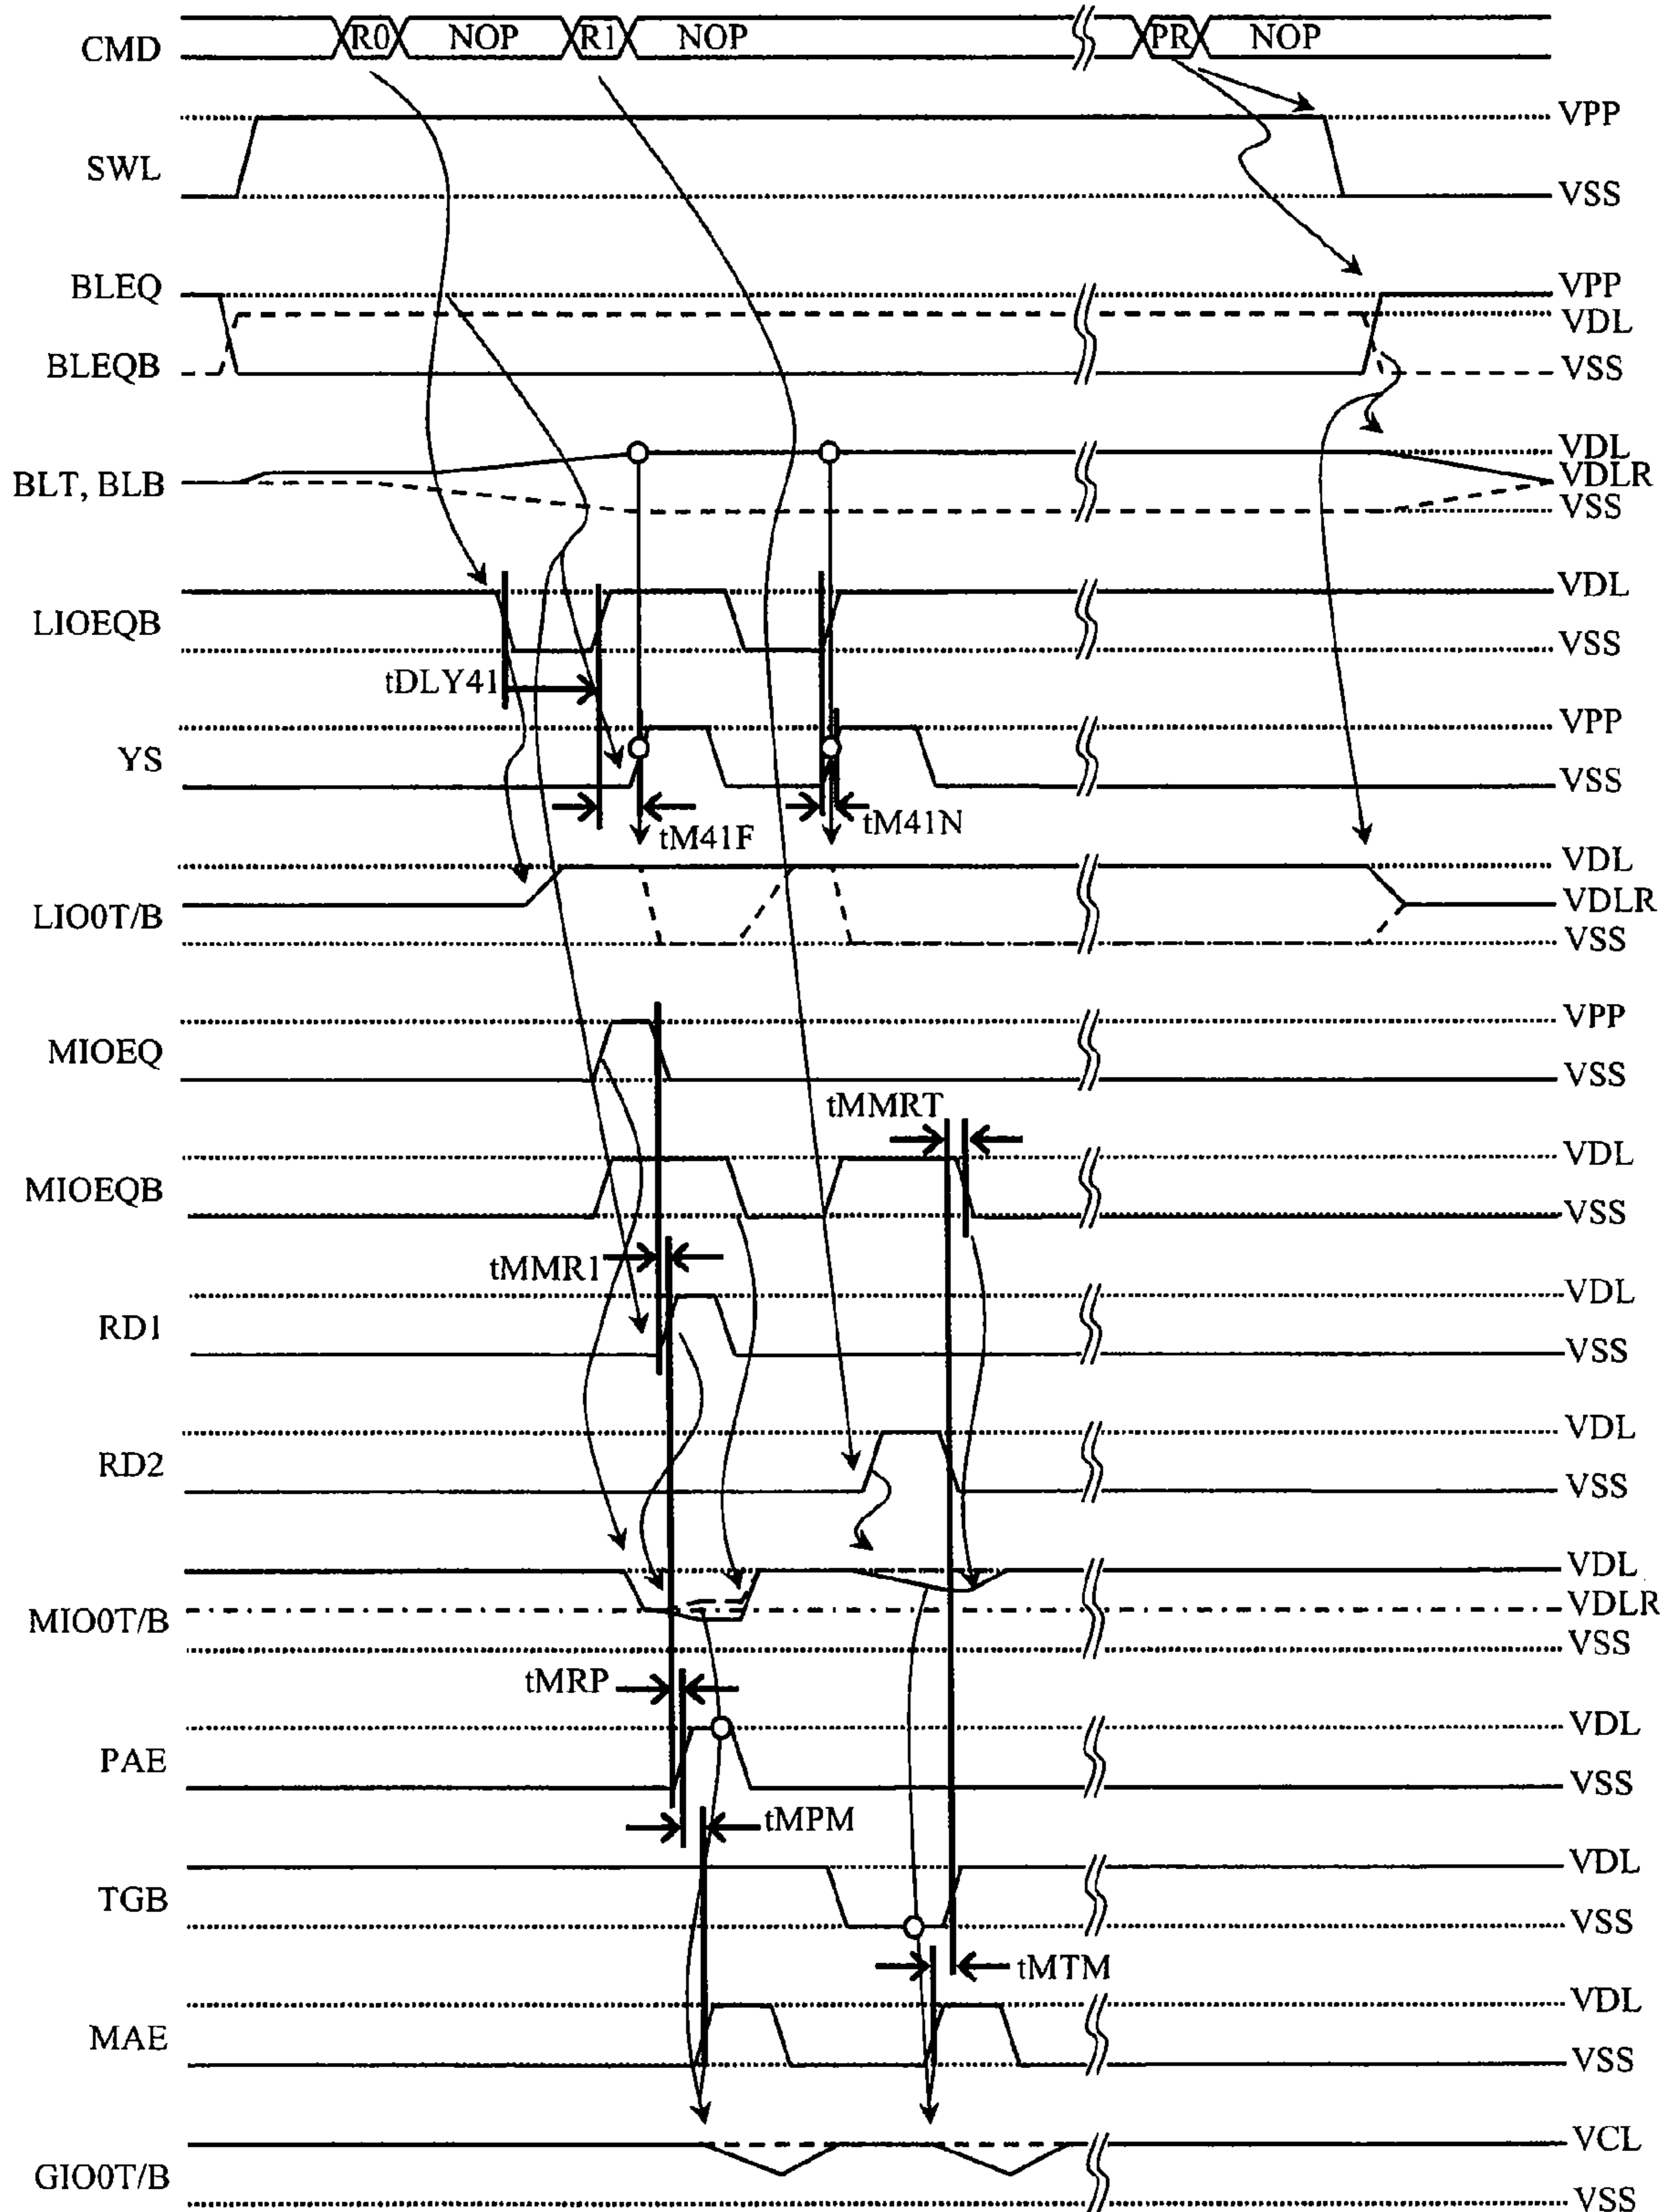 CMD R0 NOP R1 NOP PR NOP
VPP
SWL
VSS
BLEQ VPP
VDL
BLEQB VSS
VDL
BLT, BLB VDLR
VSS
VDL
LIOEQB
VSS
tDLY41
VPP
YS
VSS
tM41F tM41N
VDL
LIO0T/B VDLR
VSS
VPP
MIOEQ
VSS
tMMRT
VDL
MIOEQB
VSS
tMMR1
VDL
RD1
VSS
VDL
RD2
VSS
VDL
MIO0T/B VDLR
VSS
tMRP
VDL
PAE
VSS
tMPM
VDL
TGB
VSS
tMTM
VDL
MAE
VSS
VCL
GIO0T/B
VSS